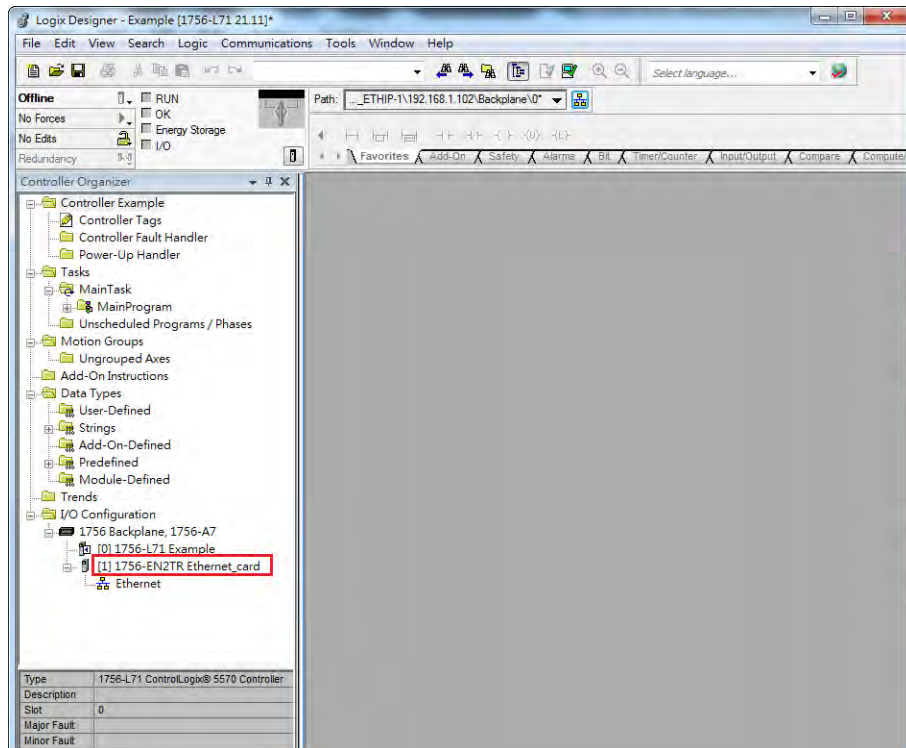 Logix Designer - Example [1756-L71 21.11]*
File Edit View Search Logic Communications Tools Window Help
Select language...
Offline
RUN
No Forces
OK
Energy Storage
No Edits
I/O
Redundancy
Path: ..._ETHIP-1\192.168.1.102\Backplane\0*
Favorites Add-On Safety Alarms Bit Timer/Counter Input/Output Compare Compute/
Controller Organizer
Controller Example
Controller Tags
Controller Fault Handler
Power-Up Handler
Tasks
MainTask
MainProgram
Unscheduled Programs / Phases
Motion Groups
Ungrouped Axes
Add-On Instructions
Data Types
User-Defined
Strings
Add-On-Defined
Predefined
Module-Defined
Trends
I/O Configuration
1756 Backplane, 1756-A7
[0] 1756-L71 Example
[1] 1756-EN2TR Ethernet_card
Ethernet
Type 1756-L71 ControlLogix® 5570 Controller
Description
Slot 0
Major Fault
Minor Fault